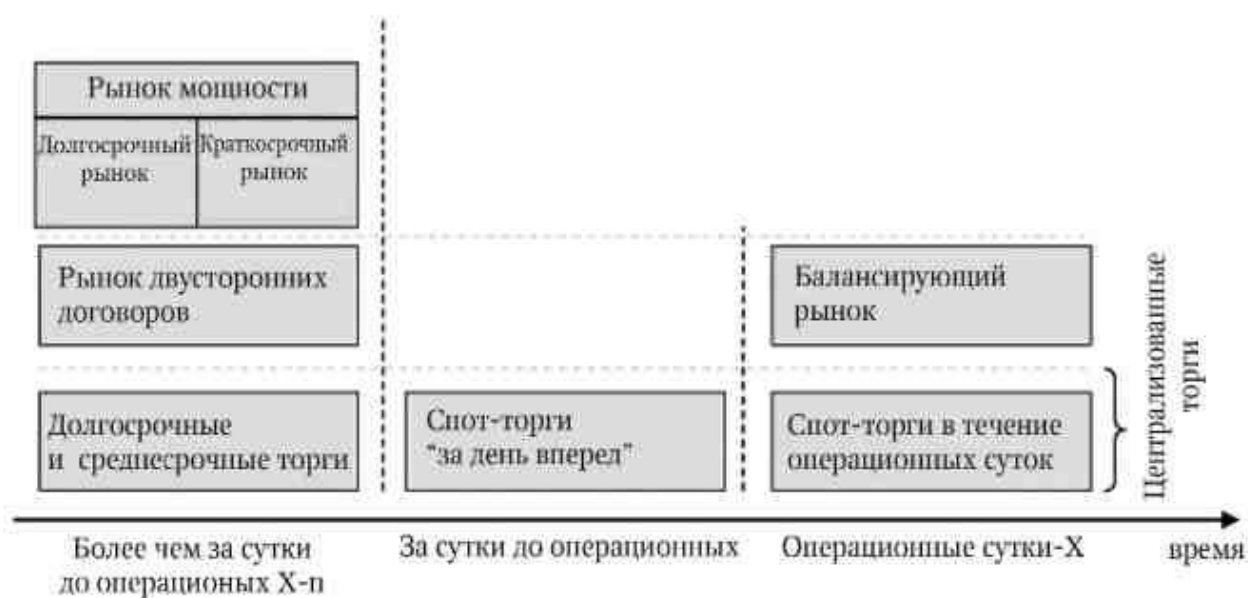 Рынок мощности
Долгосрочный
рынок
Краткосрочный
рынок
Рынок двусторонних
договоров
Балансирующий
рынок
Долгосрочные
и среднесрочные торги
Спот-торги
“за день вперед”
Спот-торги в течение
операционных суток
Централизованные
торги
Более чем за сутки
до операционых Х-п
За сутки до операционных
Операционные сутки-Х
время